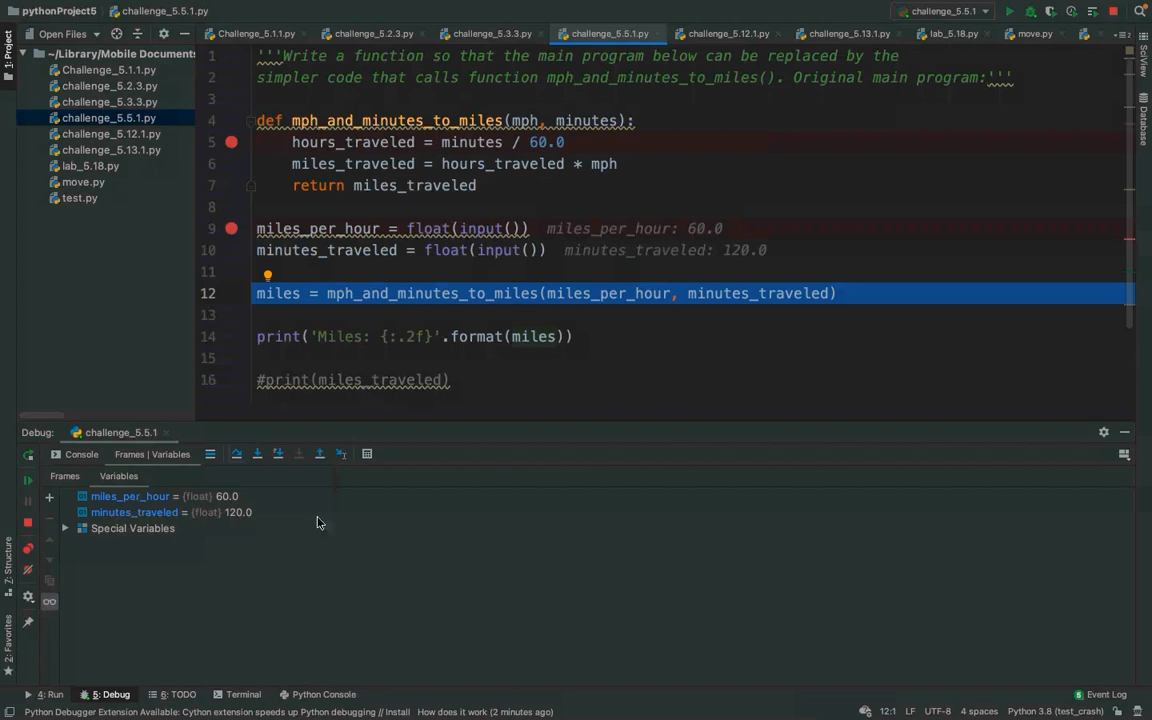 pythonProject5 challenge_5.5.1.py
challenge_5.5.1
Open Files
Challenge_5.1.1.py challenge_5.2.3.py challenge_5.3.3.py challenge_5.5.1.py challenge_5.12.1.py challenge_5.13.1.py lab_5.18.py move.py
1: Project
~/Library/Mobile Documents
Challenge_5.1.1.py
challenge_5.2.3.py
challenge_5.3.3.py
challenge_5.5.1.py
challenge_5.12.1.py
challenge_5.13.1.py
lab_5.18.py
move.py
test.py
1 '''Write a function so that the main program below can be replaced by the
2 simpler code that calls function mph_and_minutes_to_miles(). Original main program:'''
3
4 def mph_and_minutes_to_miles(mph, minutes):
5 hours_traveled = minutes / 60.0
6 miles_traveled = hours_traveled * mph
7 return miles_traveled
8
9 miles_per_hour = float(input()) miles_per_hour: 60.0
10 minutes_traveled = float(input()) minutes_traveled: 120.0
11
12 miles = mph_and_minutes_to_miles(miles_per_hour, minutes_traveled)
13
14 print('Miles: {:.2f}'.format(miles))
15
16 #print(miles_traveled)
SciView
Database
Debug: challenge_5.5.1
Console Frames | Variables
Frames Variables
miles_per_hour = {float} 60.0
minutes_traveled = {float} 120.0
Special Variables
7: Structure
2: Favorites
4: Run 5: Debug 6: TODO Terminal Python Console Event Log
Python Debugger Extension Available: Cython extension speeds up Python debugging // Install How does it work (2 minutes ago) 12:1 LF UTF-8 4 spaces Python 3.8 (test_crash)